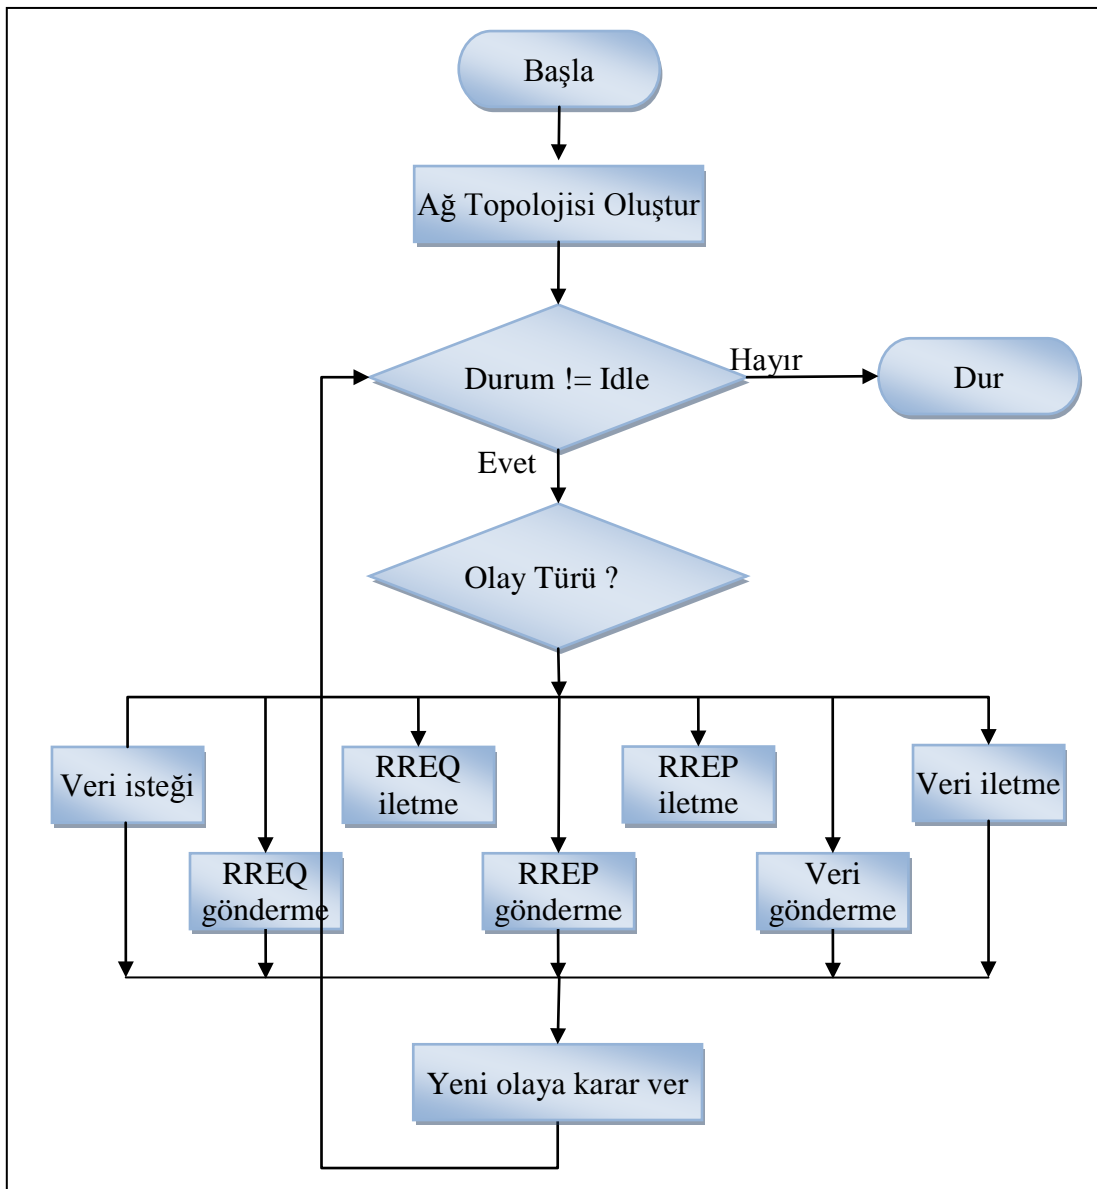 Başla
Ağ Topolojisi Oluştur
Durum != Idle
Hayır
Dur
Evet
Olay Türü ?
Veri isteği
RREQ
iletme
RREP
iletme
Veri iletme
RREQ
gönderme
RREP
gönderme
Veri
gönderme
Yeni olaya karar ver